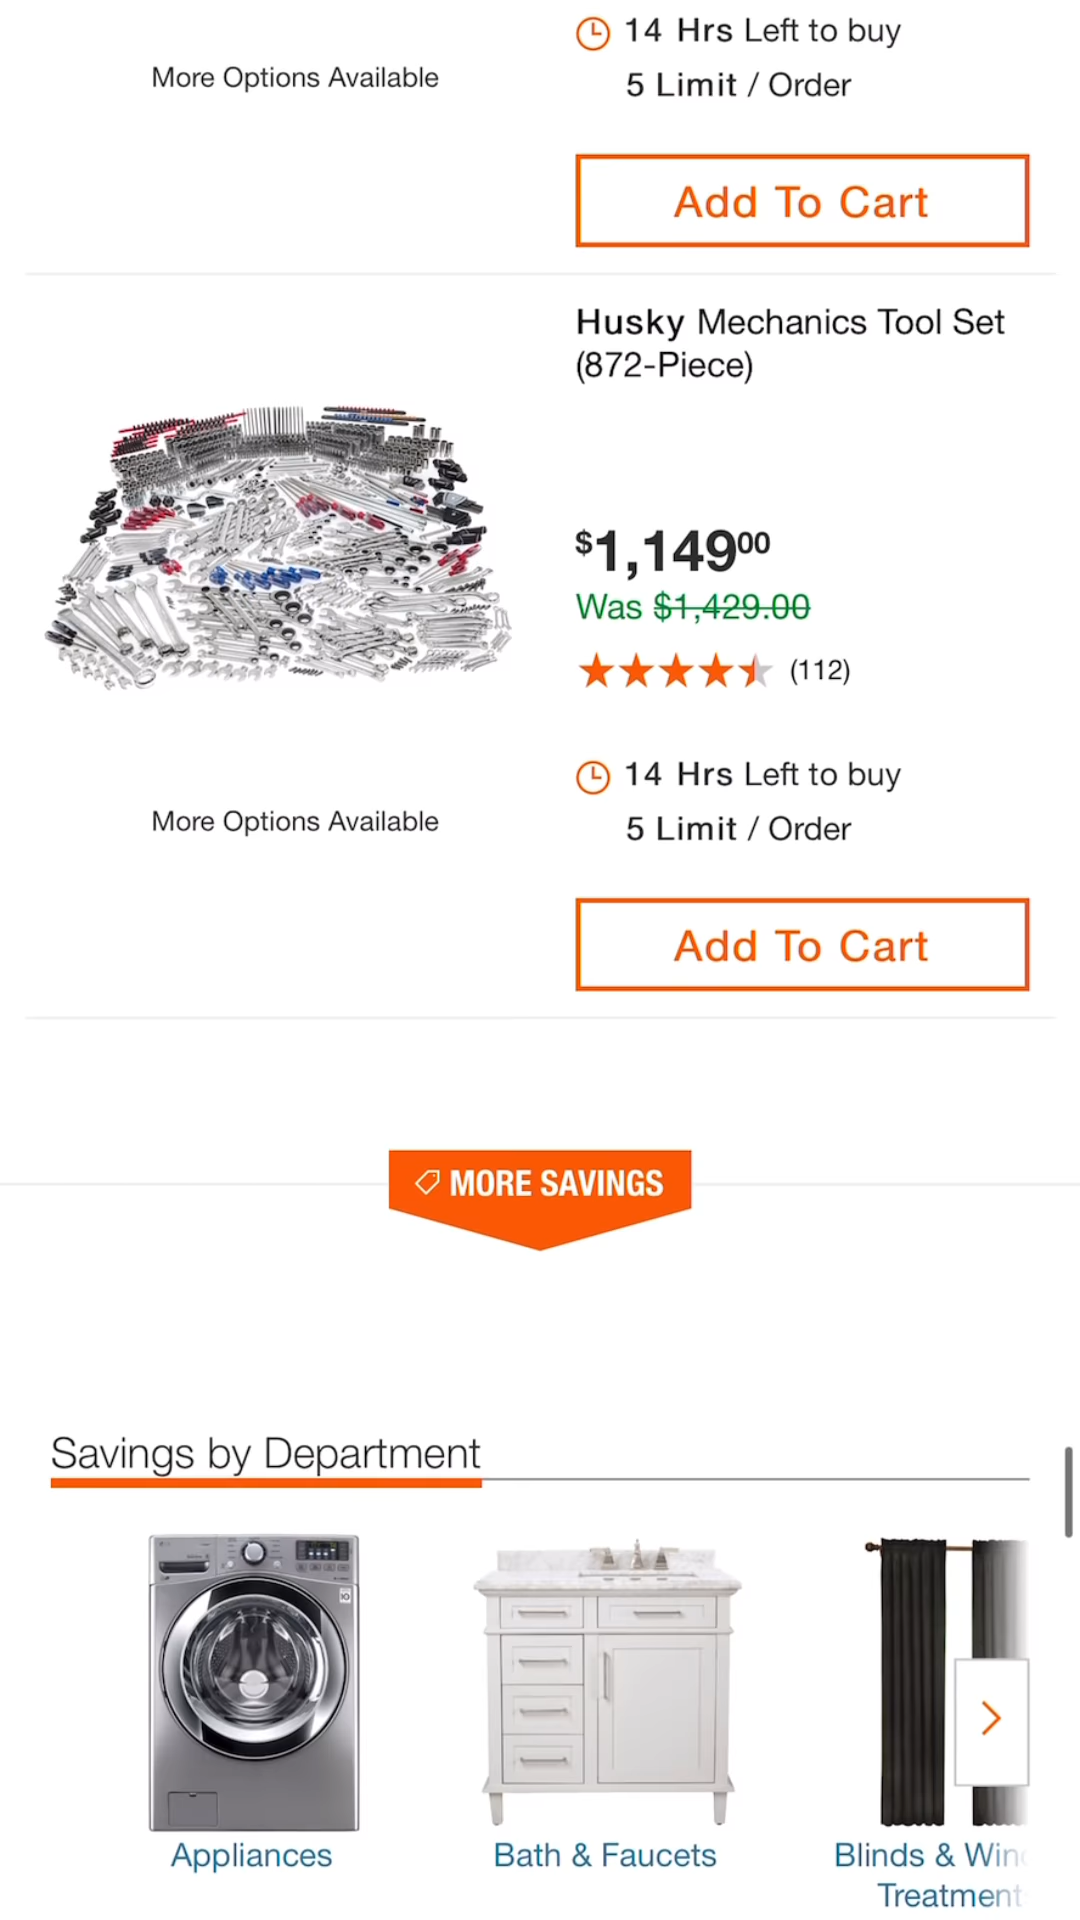 14 Hrs Left to buy
More Options Available
5 Limit / Order
Add To Cart
Husky Mechanics Tool Set
(872-Piece)
$1,14900
Was $1,429.00
(112)
14 Hrs Left to buy
More Options Available
5 Limit / Order
Add To Cart
MORE SAVINGS
Savings by Department
Appliances
Bath & Faucets
Blinds & Win
Treatment